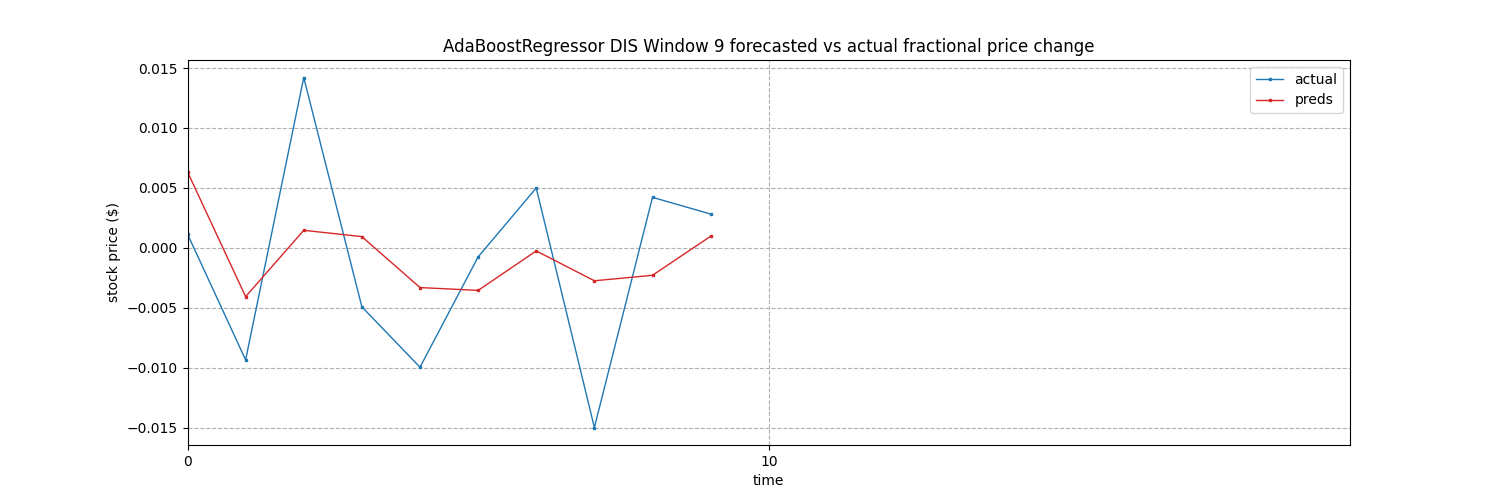 AdaBoostRegressor DIS Window 9 forecasted vs actual fractional price change
actual
preds
0.015
0.010
0.005
0.000
−0.005
−0.010
−0.015
stock price ($)
0
10
time